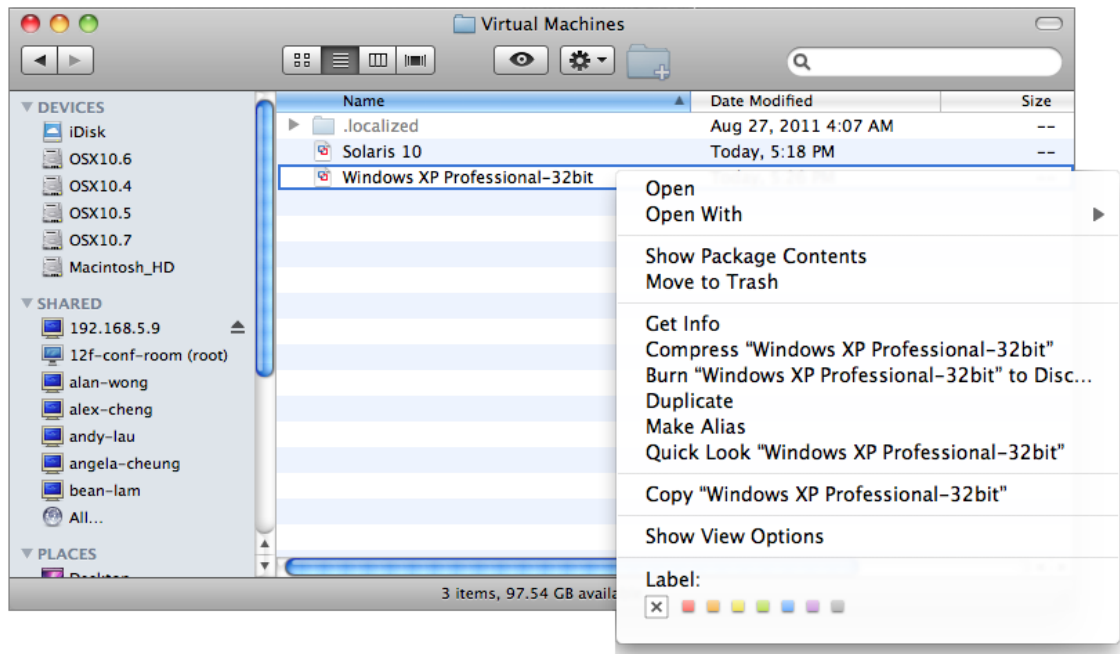 Virtual Machines
DEVICES
iDisk
OSX10.6
OSX10.4
OSX10.5
OSX10.7
Macintosh_HD
SHARED
192.168.5.9
12f-conf-room (root)
alan-wong
alex-cheng
andy-lau
angela-cheung
bean-lam
All...
PLACES
Name Date Modified Size
.localized Aug 27, 2011 4:07 AM --
Solaris 10 Today, 5:18 PM --
Windows XP Professional-32bit
Open
Open With
Show Package Contents
Move to Trash
Get Info
Compress “Windows XP Professional-32bit”
Burn “Windows XP Professional-32bit” to Disc...
Duplicate
Make Alias
Quick Look “Windows XP Professional-32bit”
Copy “Windows XP Professional-32bit”
Show View Options
Label:
3 items, 97.54 GB